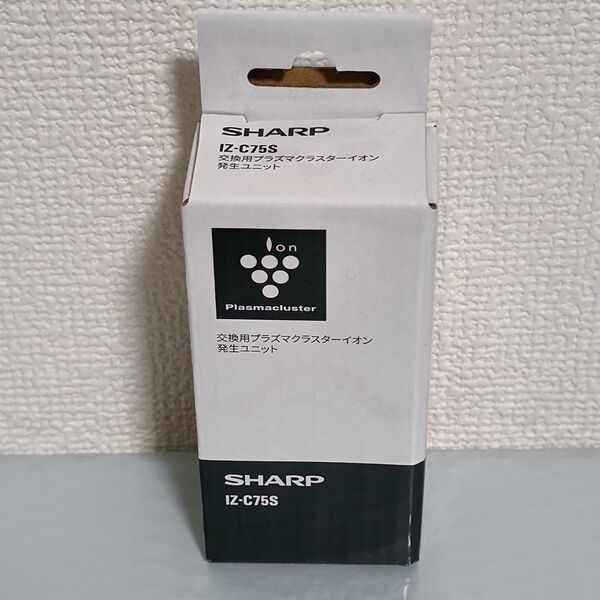 SHARP
IZ-C75S
交換用プラズマクラスターイオン
発生ユニット
Ion
Plasmacluster
交換用プラズマクラスターイオン
発生ユニット
SHARP
IZ-C75S